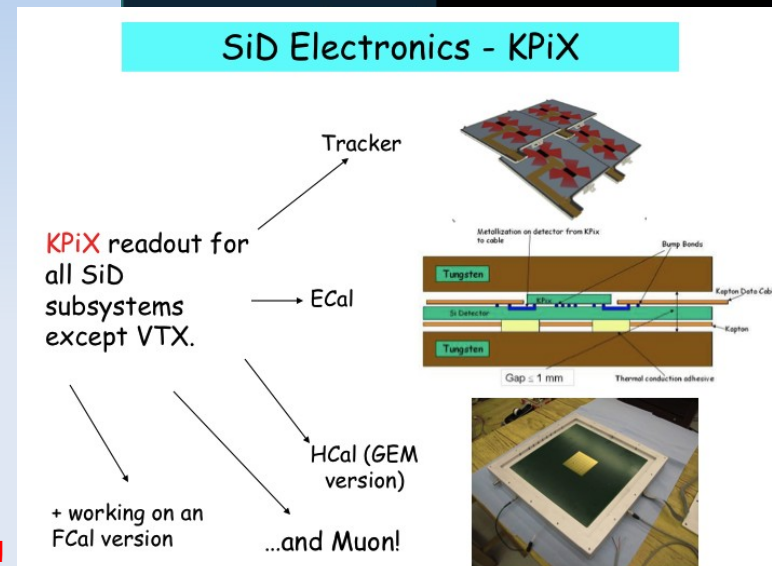 SiD Electronics - KPiX
Tracker
KPiX readout for
all SiD
subsystems
except VTX.
ECal
HCal (GEM
version)
+ working on an
FCal version
...and Muon!
Metallization on detector from KPix
to cable
Bump Bonds
Tungsten
Kapton Data Cabl
KPix
Si Detector
Kapton
Tungsten
Gap ≤ 1 mm
Thermal conduction adhesive